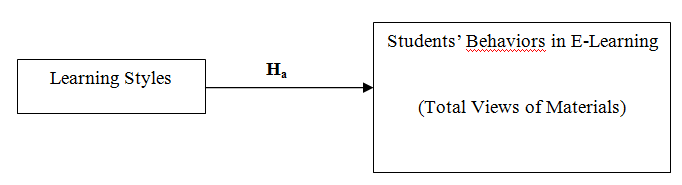 Students’ Behaviors in E-Learning
Learning Styles
Ha
(Total Views of Materials)